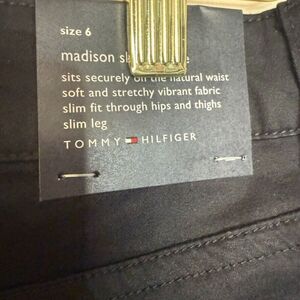 size 6
madison
sits securely on the natural waist
soft and stretchy vibrant fabric
slim fit through hips and thighs
slim leg
TOMMY HILFIGER